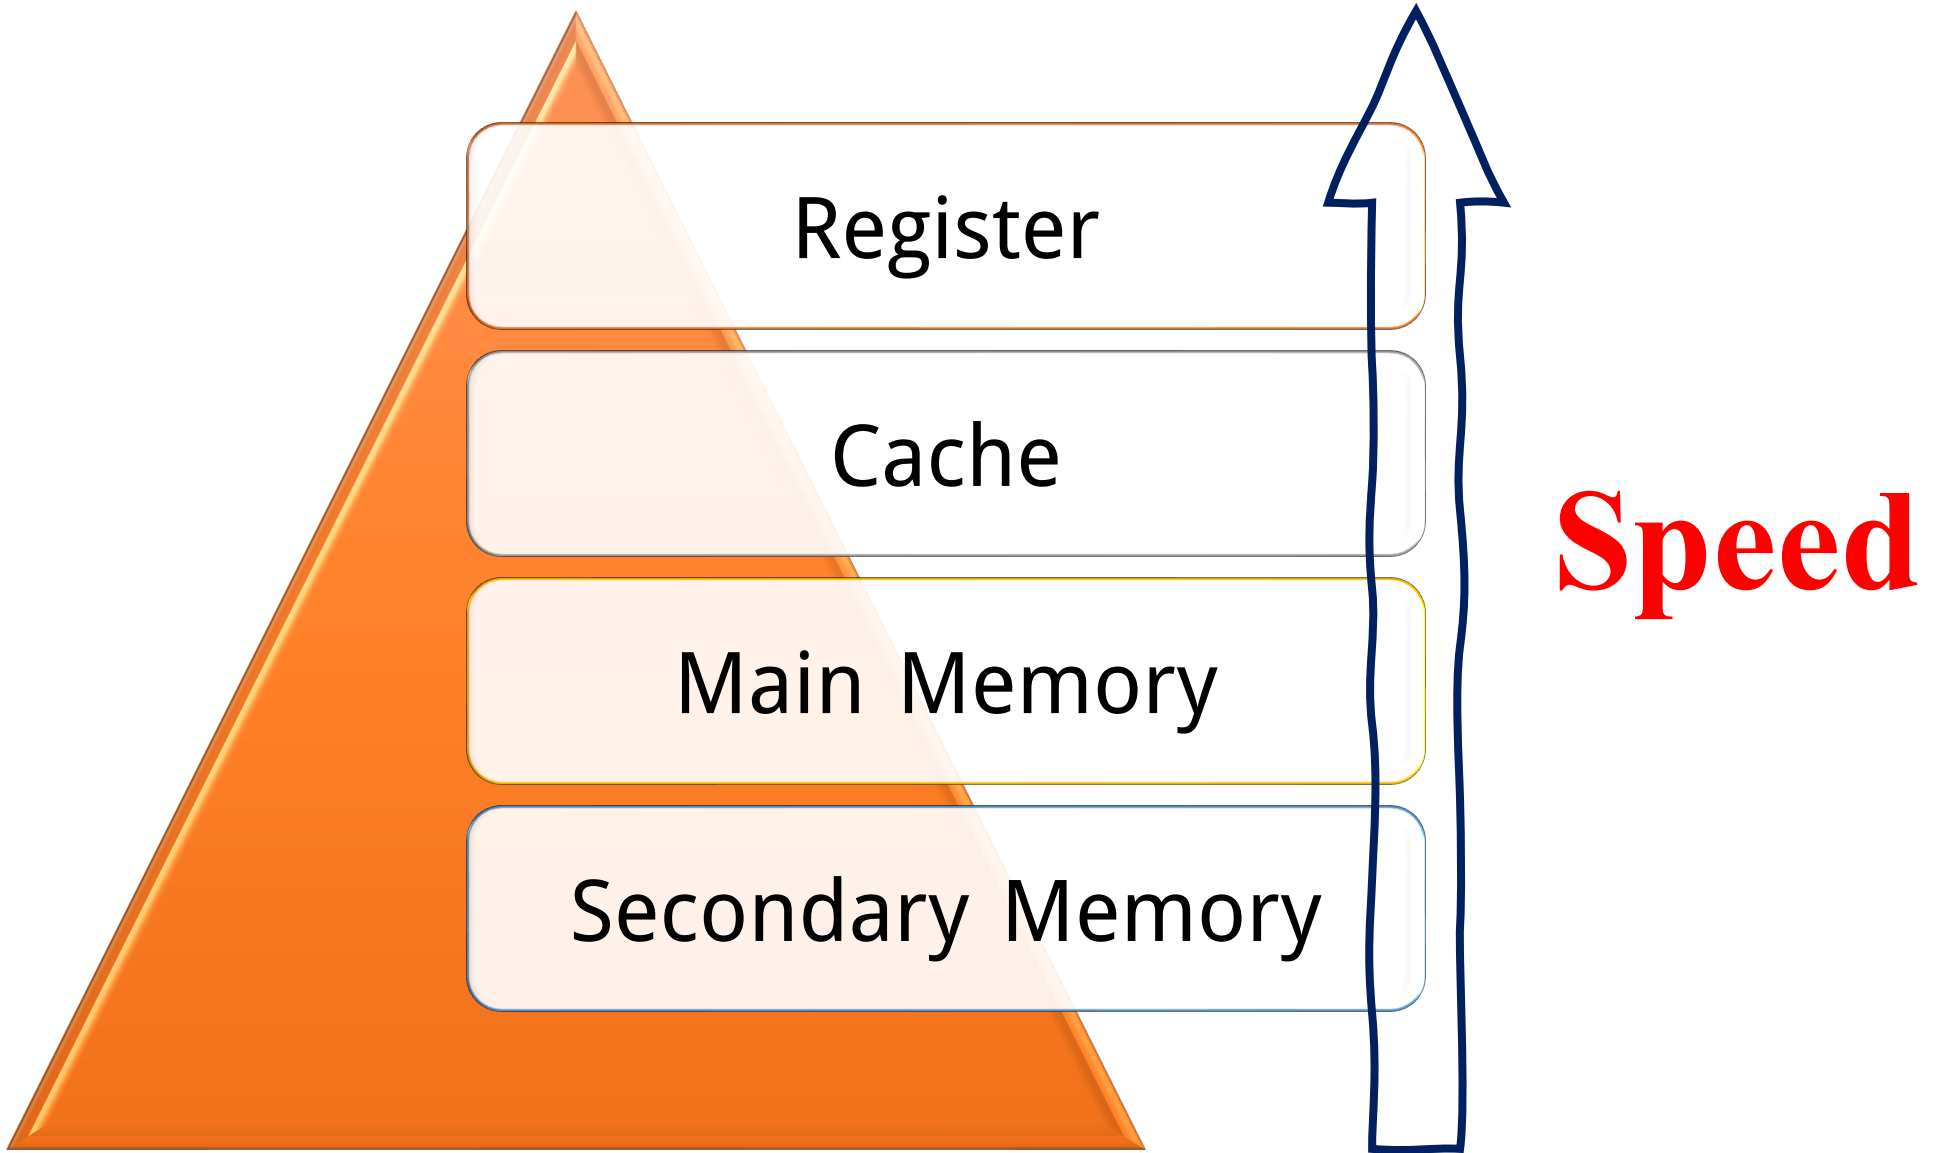 Register
Cache
Speed
Main Memory
Secondary Memory